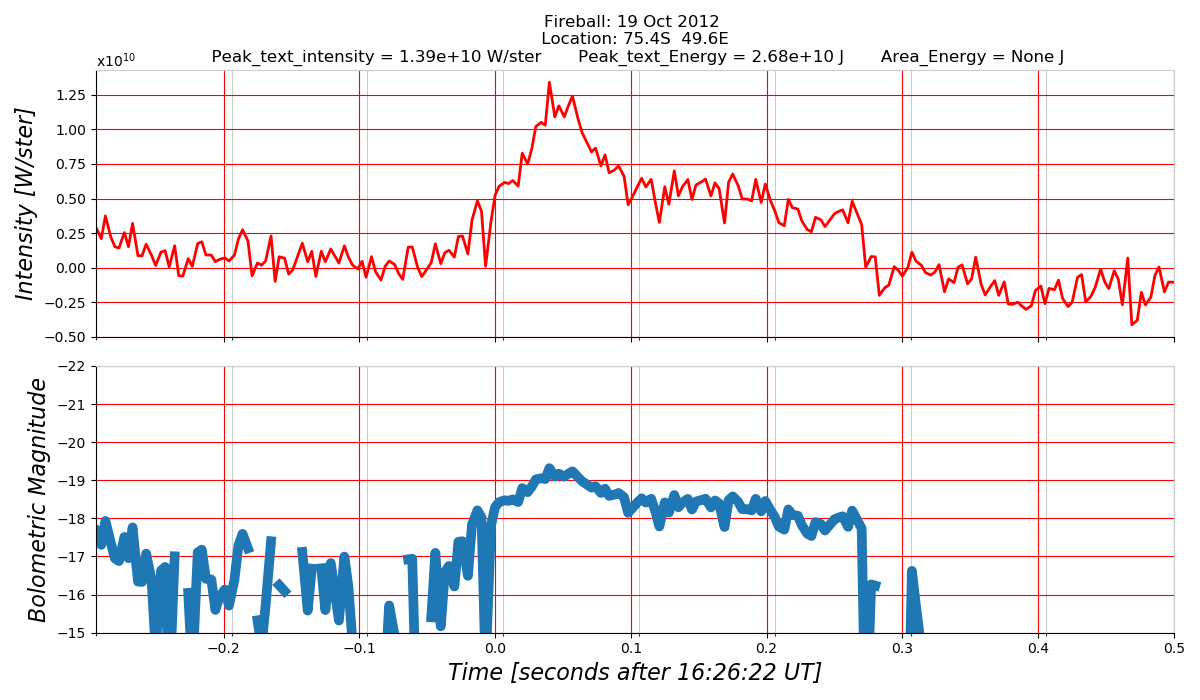 Fireball: 19 Oct 2012
Location: 75.4S  49.6E
Peak_text_intensity = 1.39e+10 W/ster       Peak_text_Energy = 2.68e+10 J       Area_Energy = None J
x10¹⁰
1.25
1.00
0.75
0.50
0.25
0.00
−0.25
−0.50
Intensity [W/ster]
−22
−21
−20
−19
−18
−17
−16
−15
Bolometric Magnitude
−0.2 −0.1 0.0 0.1 0.2 0.3 0.4 0.5
Time [seconds after 16:26:22 UT]